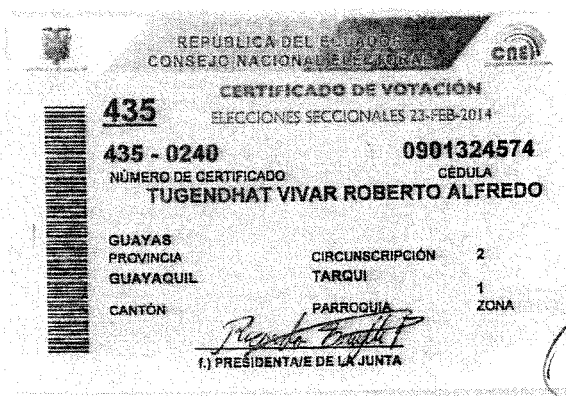 REPUBLICA DEL ECUADOR
CONSEJO NACIONAL ELECTORAL
cne
CERTIFICADO DE VOTACIÓN
435
ELECCIONES SECCIONALES 23-FEB-2014
435 - 0240
0901324574
NÚMERO DE CERTIFICADO
CÉDULA
TUGENDHAT VIVAR ROBERTO ALFREDO
GUAYAS
PROVINCIA
CIRCUNSCRIPCIÓN
2
GUAYAQUIL
TARQUI
1
CANTÓN
PARROQUIA
ZONA
f.) PRESIDENTA/E DE LA JUNTA